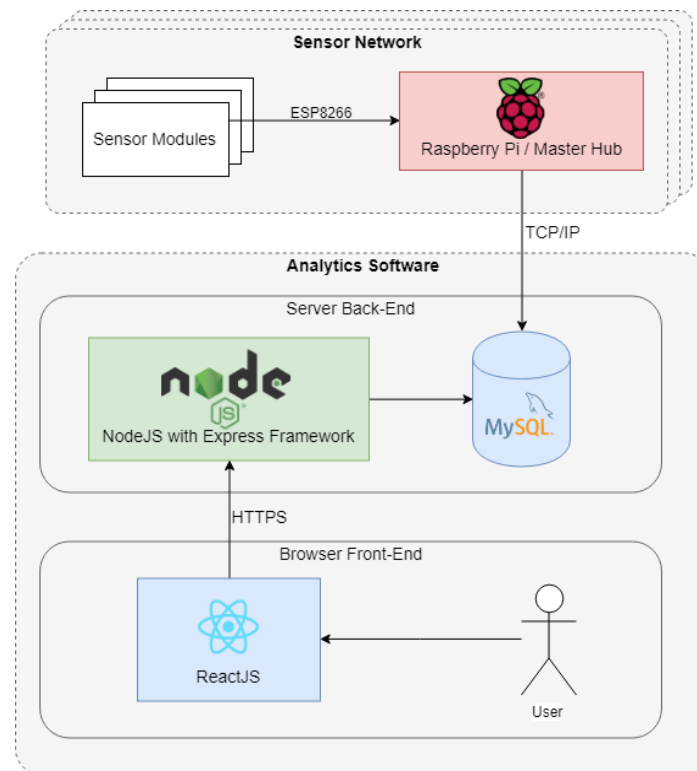 Sensor Network
Sensor Modules
ESP8266
Raspberry Pi / Master Hub
TCP/IP
Analytics Software
Server Back-End
node
JS
NodeJS with Express Framework
MySQL
HTTPS
Browser Front-End
ReactJS
User